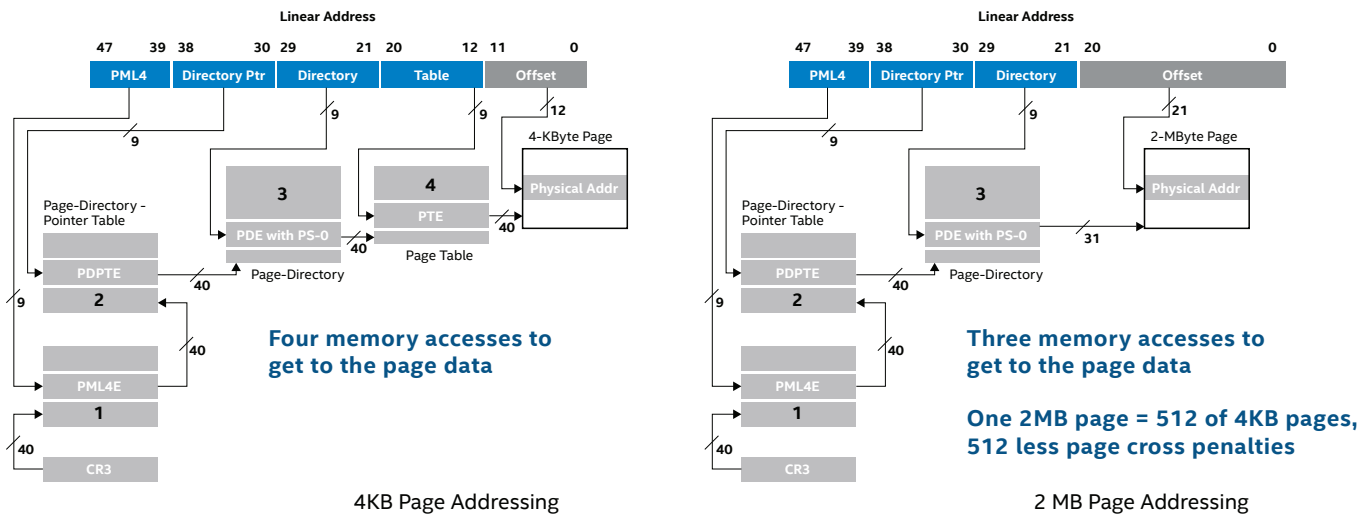 Linear Address
47 39 38 30 29 21 20 12 11 0
PML4 Directory Ptr Directory Table Offset
9
9
9
12
4-KByte Page
3
4
Physical Addr
Page-Directory -
Pointer Table
PTE
40
PDE with PS-0
40
Page Table
PDPTE
40
Page-Directory
9
2
Four memory accesses to
get to the page data
40
PML4E
1
40
CR3
4KB Page Addressing
Linear Address
47 39 38 30 29 21 20 0
PML4 Directory Ptr Directory Offset
9
9
21
2-MByte Page
3
Physical Addr
Page-Directory -
Pointer Table
PDE with PS-0
31
PDPTE
40
Page-Directory
9
2
Three memory accesses to
get to the page data
40
PML4E
1
One 2MB page = 512 of 4KB pages,
512 less page cross penalties
40
CR3
2 MB Page Addressing